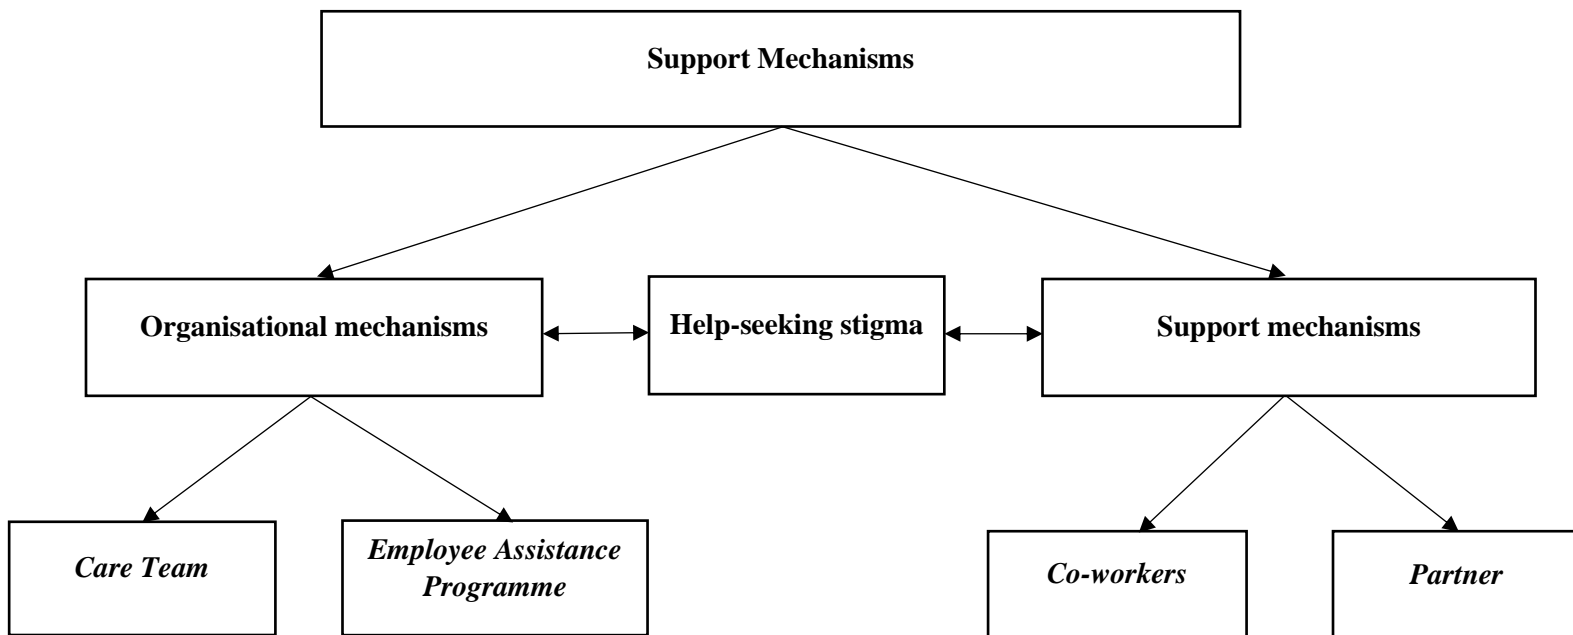 Support Mechanisms
Organisational mechanisms
Help-seeking stigma
Support mechanisms
Care Team
Employee Assistance
Programme
Co-workers
Partner